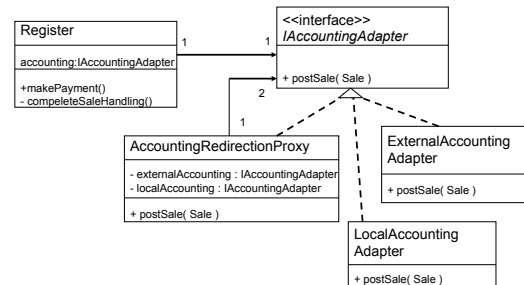 Register
accounting:IAccountingAdapter
+makePayment()
- compeleteSaleHandling()
1
1
<<interface>>
IAccountingAdapter
+ postSale( Sale )
2
1
AccountingRedirectionProxy
- externalAccounting : IAccountingAdapter
- localAccounting : IAccountingAdapter
+ postSale( Sale )
ExternalAccounting
Adapter
+ postSale( Sale )
LocalAccounting
Adapter
+ postSale( Sale )